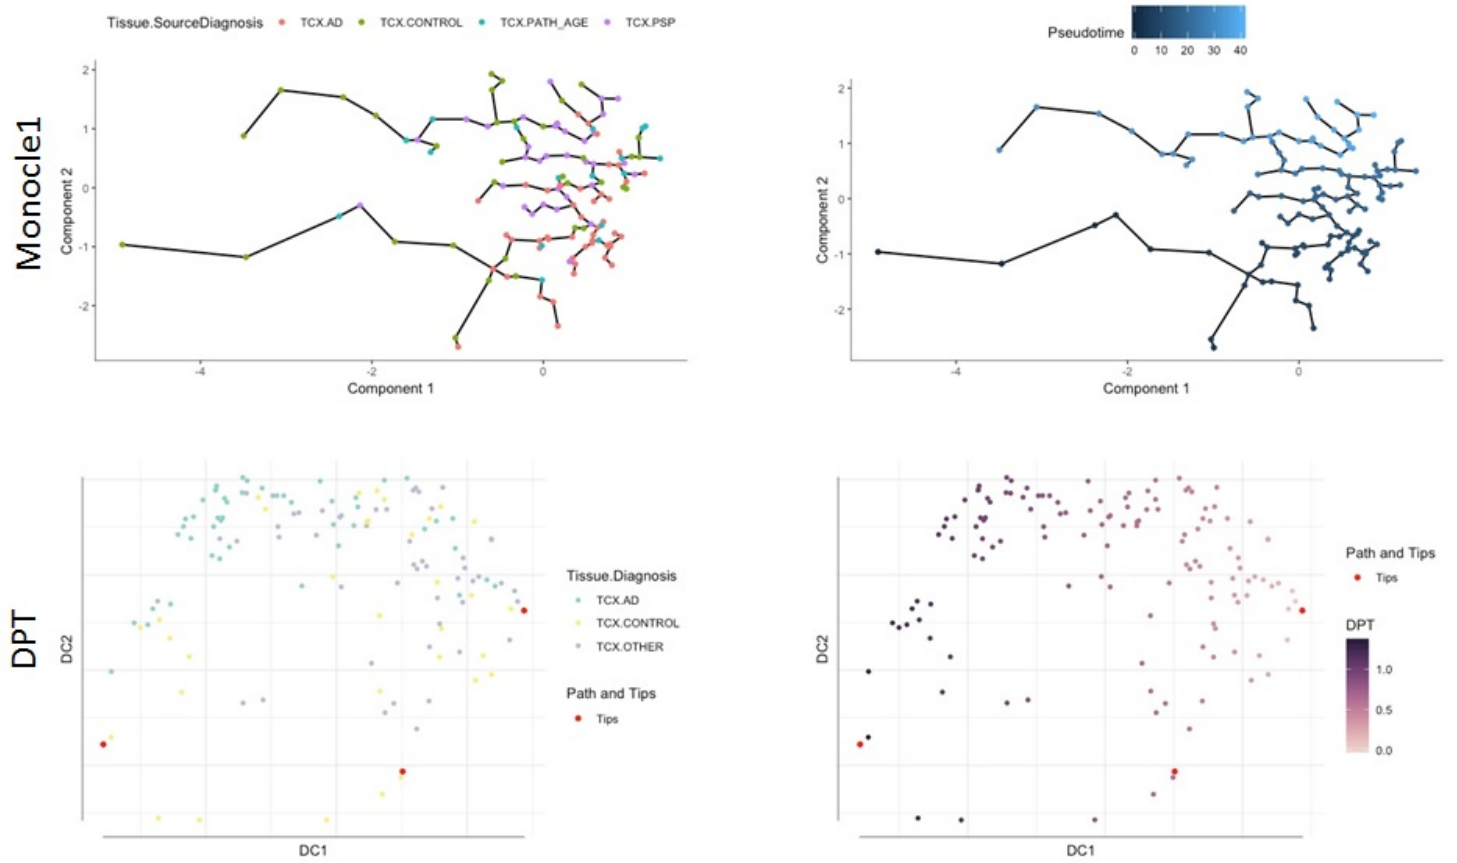 Tissue.SourceDiagnosis TCX.AD TCX.CONTROL TCX.PATH_AGE TCX.PSP
Monocle1
Component 2
2
1
0
-1
-2
-4 -2 0
Component 1
Pseudotime
0 10 20 30 40
Component 2
2
1
0
-1
-2
-4 -2 0
Component 1
DPT
DC2
DC1
Tissue.Diagnosis
TCX.AD
TCX.CONTROL
TCX.OTHER
Path and Tips
Tips
DC2
DC1
Path and Tips
Tips
DPT
1.0
0.5
0.0